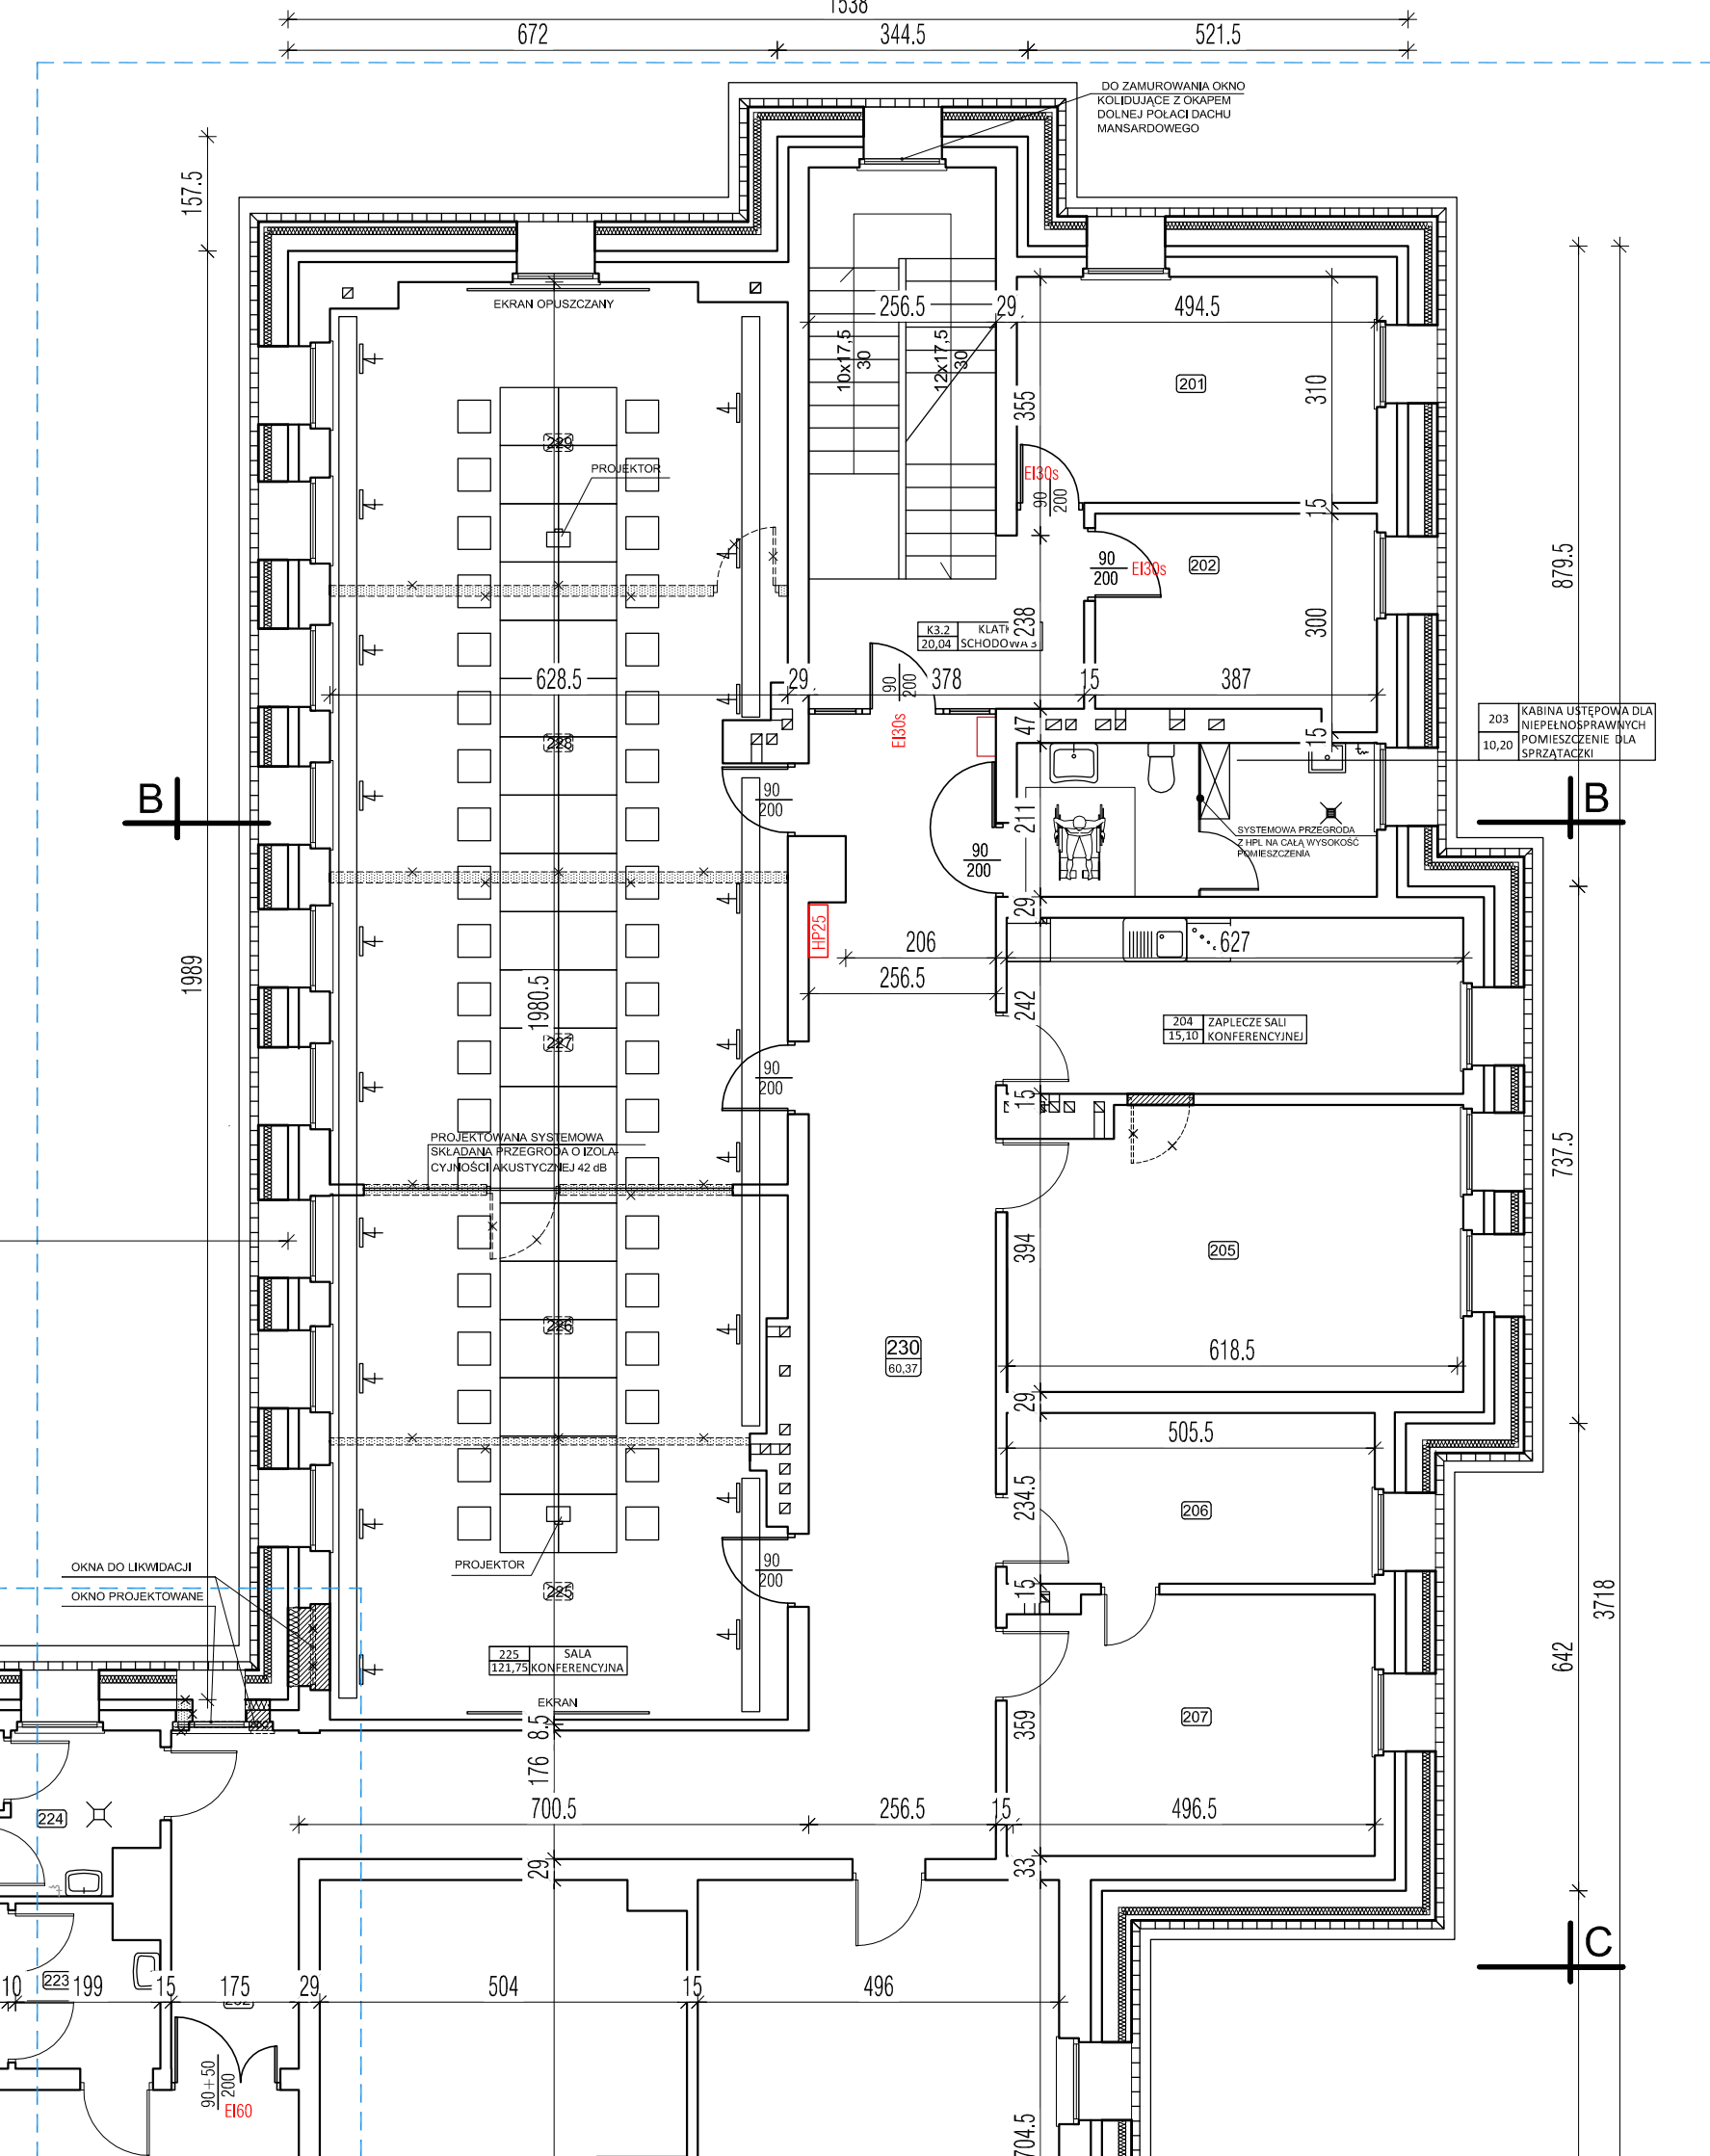 1538
672
344.5
521.5
DO ZAMUROWANIA OKNO
KOLIDUJĄCE Z OKAPEM
DOLNEJ POŁACI DACHU
MANSARDOWEGO
157.5
EKRAN OPUSZCZANY
256.5
29
494.5
10x17,5
30
12x17,5
30
201
355
310
229
PROJEKTOR
EI30s
90
200
15
90
200
EI30s
202
879.5
K3.2
20,04
SCHODOWA 3
238
300
628.5
29
90
200
378
15
387
EI30s
47
15
203
10,20
KABINA USTĘPOWA DLA
NIEPEŁNOSPRAWNYCH
POMIESZCZENIE DLA
SPRZĄTACZKI
228
B
90
200
211
B
SYSTEMOWA PRZEGRODA
Z HPL NA CAŁĄ WYSOKOŚĆ
POMIESZCZENIA
90
200
29
HP25
206
627
1989
256.5
1980.5
242
204
15,10
ZAPLECZE SALI
KONFERENCYJNEJ
227
90
200
15
PROJEKTOWANA SYSTEMOWA
SKŁADANA PRZEGRODA O IZOLA-
CYJNOŚCI AKUSTYCZNEJ 42 dB
737.5
394
205
226
230
60,37
618.5
29
505.5
234.5
206
PROJEKTOR
90
200
OKNA DO LIKWIDACJI
OKNO PROJEKTOWANE
225
15
3718
642
225
121,75
SALA
KONFERENCYJNA
EKRAN
8.5
176
359
207
700.5
256.5
15
496.5
224
29
33
C
10
223
199
15
175
29
504
15
496
90+50
200
EI60
704.5